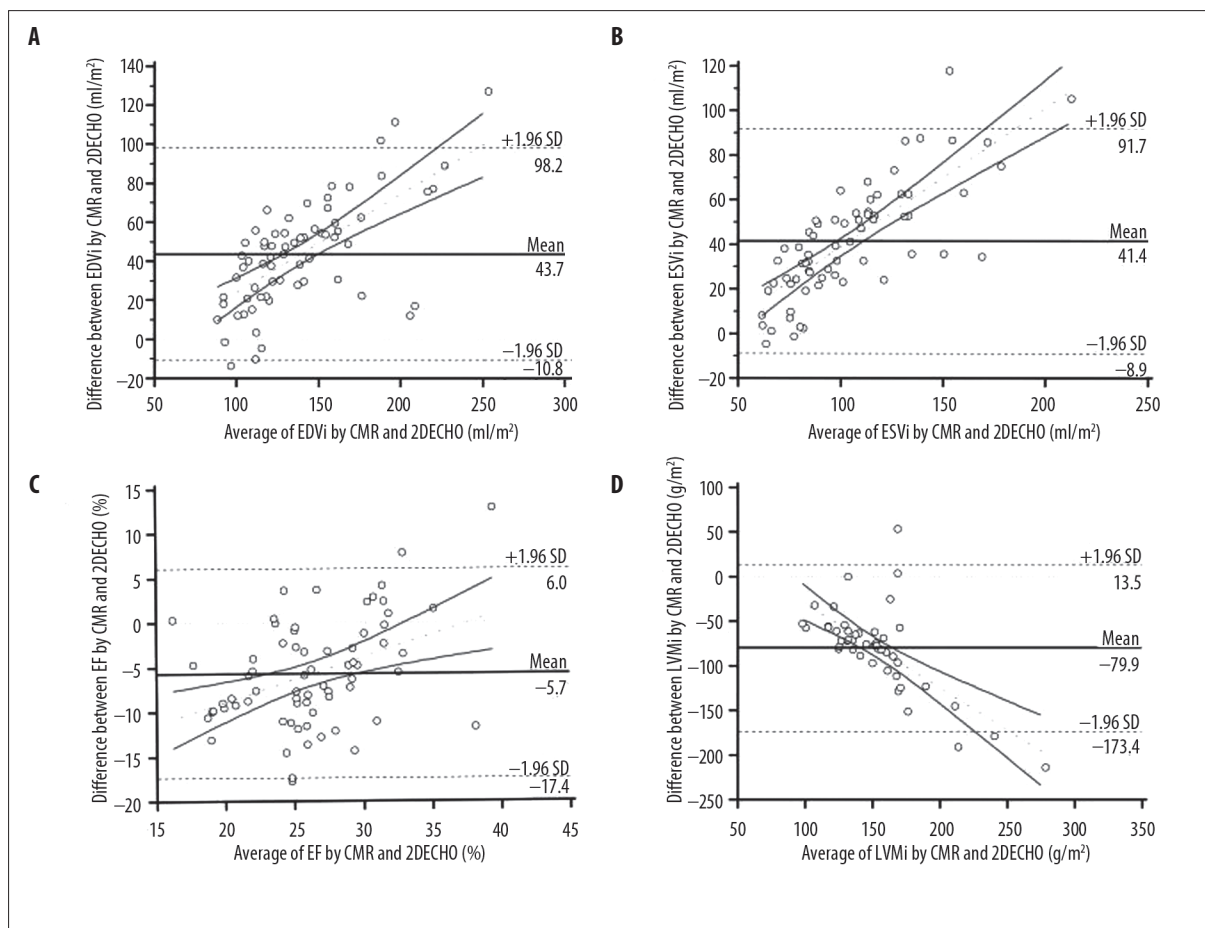 A
Difference between EDVi by CMR and 2DECHO (ml/m²)
140
120
100
80
60
40
20
0
−20
+1.96 SD
98.2
Mean
43.7
−1.96 SD
−10.8
50 100 150 200 250 300
Average of EDVi by CMR and 2DECHO (ml/m²)
B
Difference between ESVi by CMR and 2DECHO (ml/m²)
120
100
80
60
40
20
0
−20
+1.96 SD
91.7
Mean
41.4
−1.96 SD
−8.9
50 100 150 200 250
Average of ESVi by CMR and 2DECHO (ml/m²)
C
Difference between EF by CMR and 2DECHO (%)
15
10
5
0
−5
−10
−15
−20
+1.96 SD
6.0
Mean
−5.7
−1.96 SD
−17.4
15 20 25 30 35 40 45
Average of EF by CMR and 2DECHO (%)
D
Difference between LVMi by CMR and 2DECHO (g/m²)
100
50
0
−50
−100
−150
−200
−250
+1.96 SD
13.5
Mean
−79.9
−1.96 SD
−173.4
50 100 150 200 250 300 350
Average of LVMi by CMR and 2DECHO (g/m²)